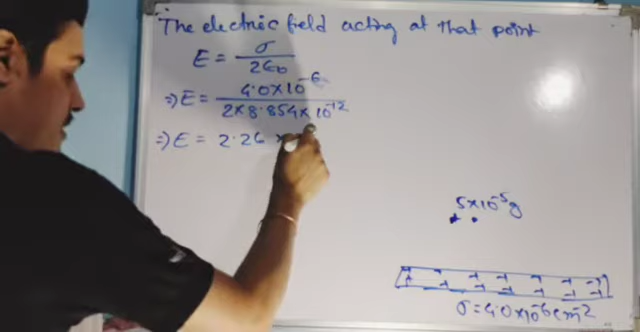 The electric field acting at that point
E = σ/2ε₀
⇒ E = 4.0×10⁻⁶/2×8.854×10⁻¹²
⇒ E = 2.26 ×
5×10⁻⁵g
σ = 4.0×10⁻⁶cm⁻²